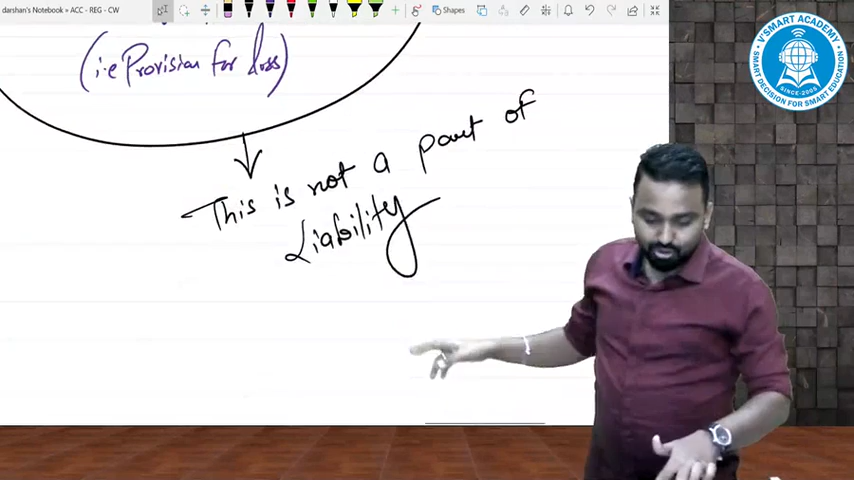 darshan's Notebook » ACC - REG - CW
Shapes
(i.e Provision for loss)
This is not a part of
Liability
V'SMART ACADEMY
SINCE-2005
SMART DECISION FOR SMART EDUCATION